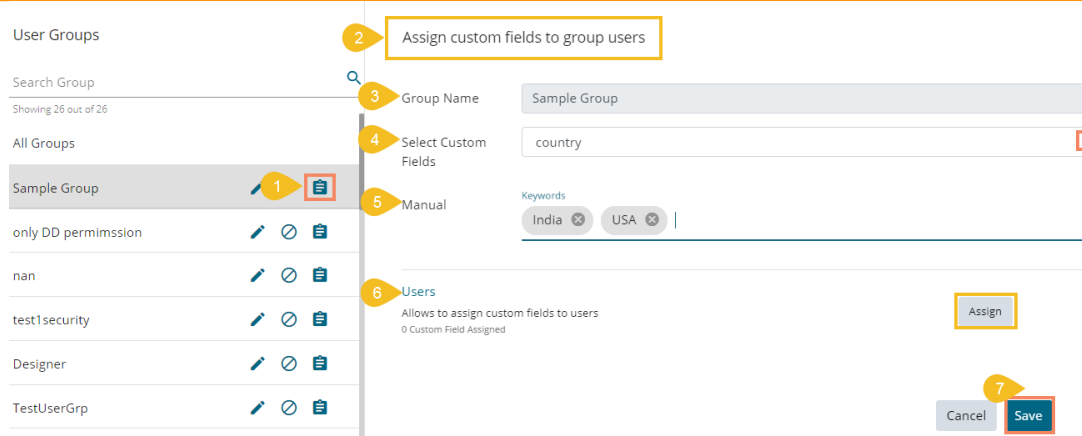 User Groups
Search Group
Showing 26 out of 26
All Groups
Sample Group
1
only DD permimssion
nan
test1security
Designer
TestUserGrp
2
Assign custom fields to group users
3
Group Name
Sample Group
4
Select Custom
Fields
country
5
Manual
Keywords
India
USA
6
Users
Allows to assign custom fields to users
0 Custom Field Assigned
Assign
7
Cancel
Save